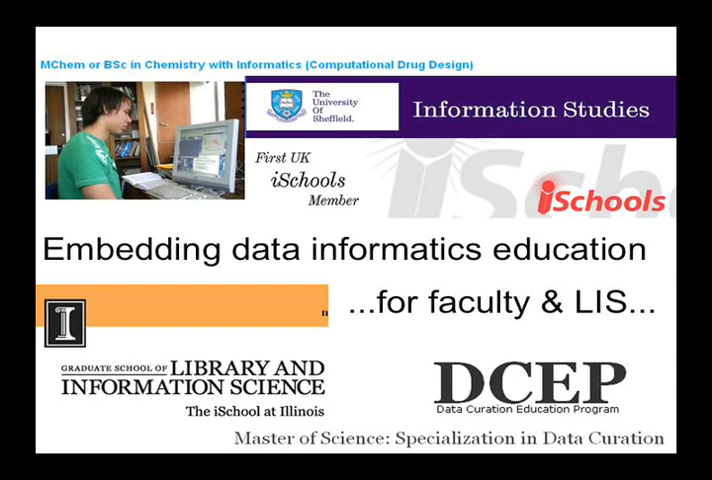 MChem or BSc in Chemistry with Informatics (Computational Drug Design)
The
University
Of
Sheffield.
Information Studies
First UK
iSchools
Member
iSch
iSchools
Embedding data informatics education
n
...for faculty & LIS...
I
GRADUATE SCHOOL OF LIBRARY AND
INFORMATION SCIENCE
The iSchool at Illinois
DCEP
Data Curation Education Program
Master of Science: Specialization in Data Curation